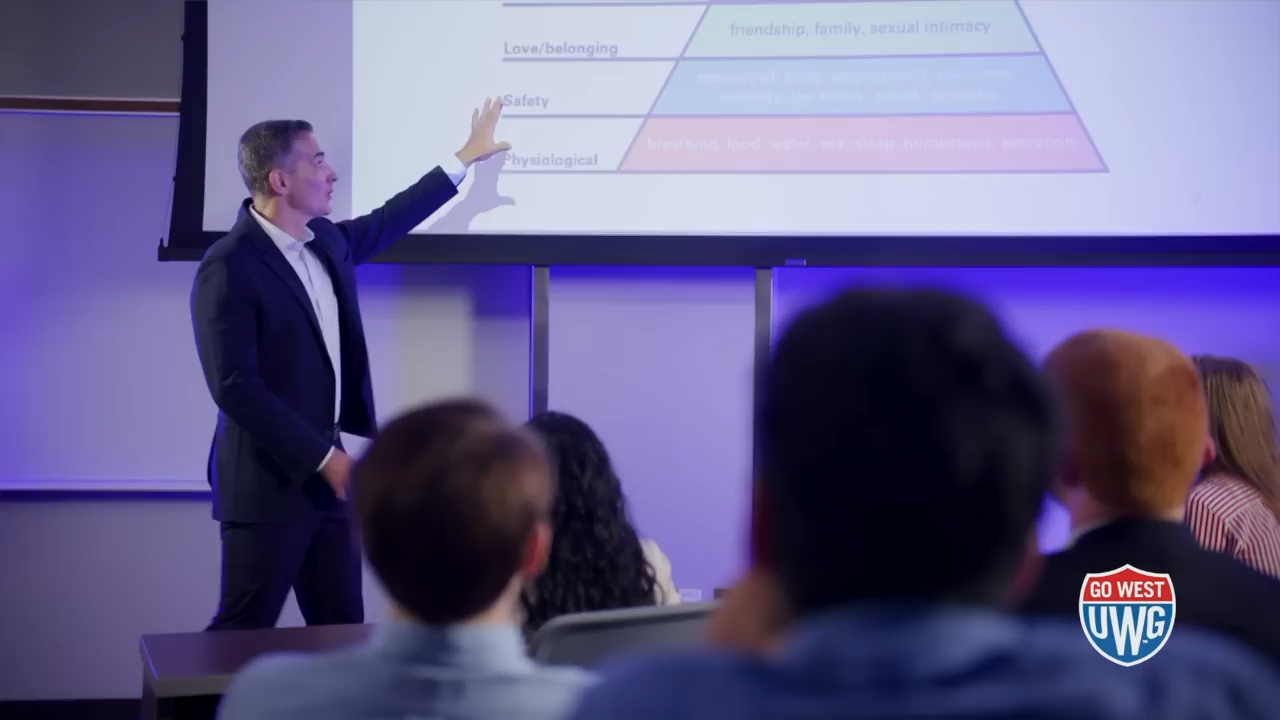 friendship, family, sexual intimacy
Love/belonging
Safety
Physiological
breathing, food, water, sex, sleep, homeostasis, excretion
GO WEST
UWG